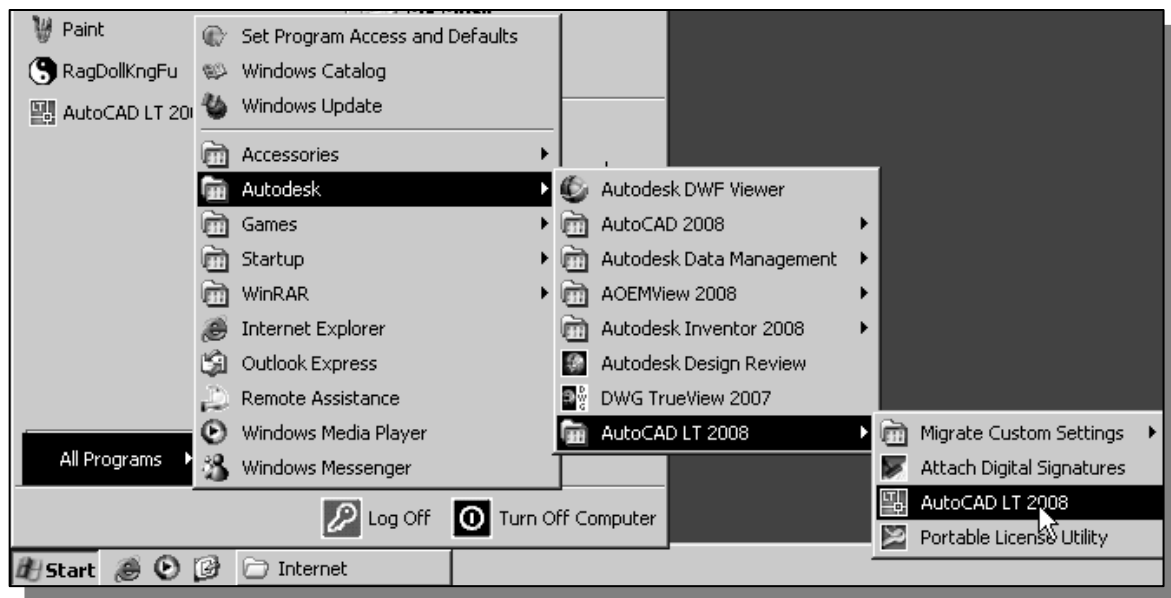 Paint
RagDollKngFu
AutoCAD LT
Set Program Access and Defaults
Windows Catalog
Windows Update
Accessories
Autodesk
Games
Startup
WinRAR
Internet Explorer
Outlook Express
Remote Assistance
Windows Media Player
Windows Messenger
Autodesk DWF Viewer
AutoCAD 2008
Autodesk Data Management
AOEMView 2008
Autodesk Inventor 2008
Autodesk Design Review
DWG TrueView 2007
AutoCAD LT 2008
Migrate Custom Settings
Attach Digital Signatures
AutoCAD LT 2008
Portable License Utility
All Programs
Log Off
Turn Off Computer
Start
Internet